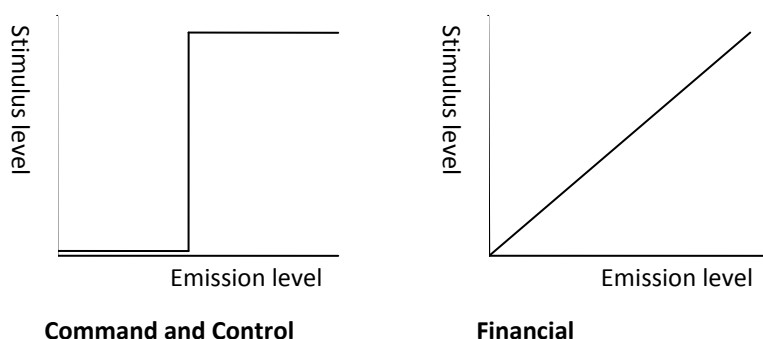 Stimulus level
Emission level
Command and Control
Stimulus level
Emission level
Financial